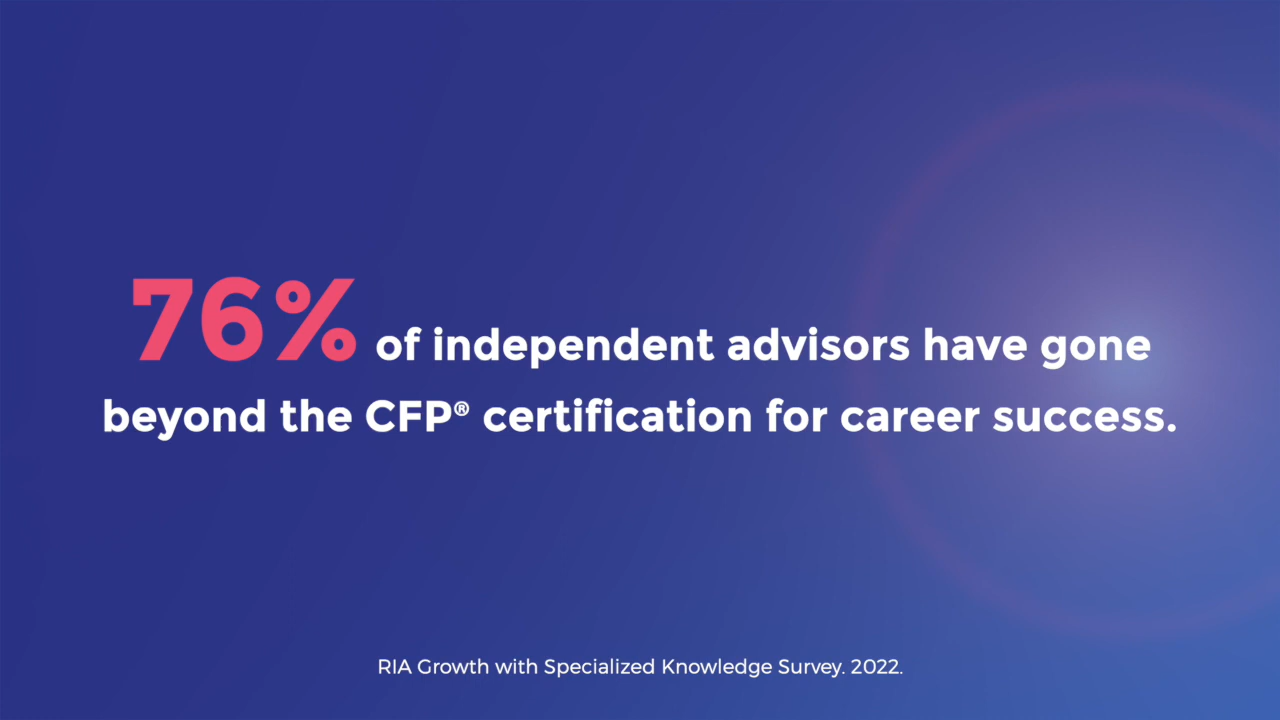 76% of independent advisors have gone
beyond the CFP® certification for career success.
RIA Growth with Specialized Knowledge Survey. 2022.